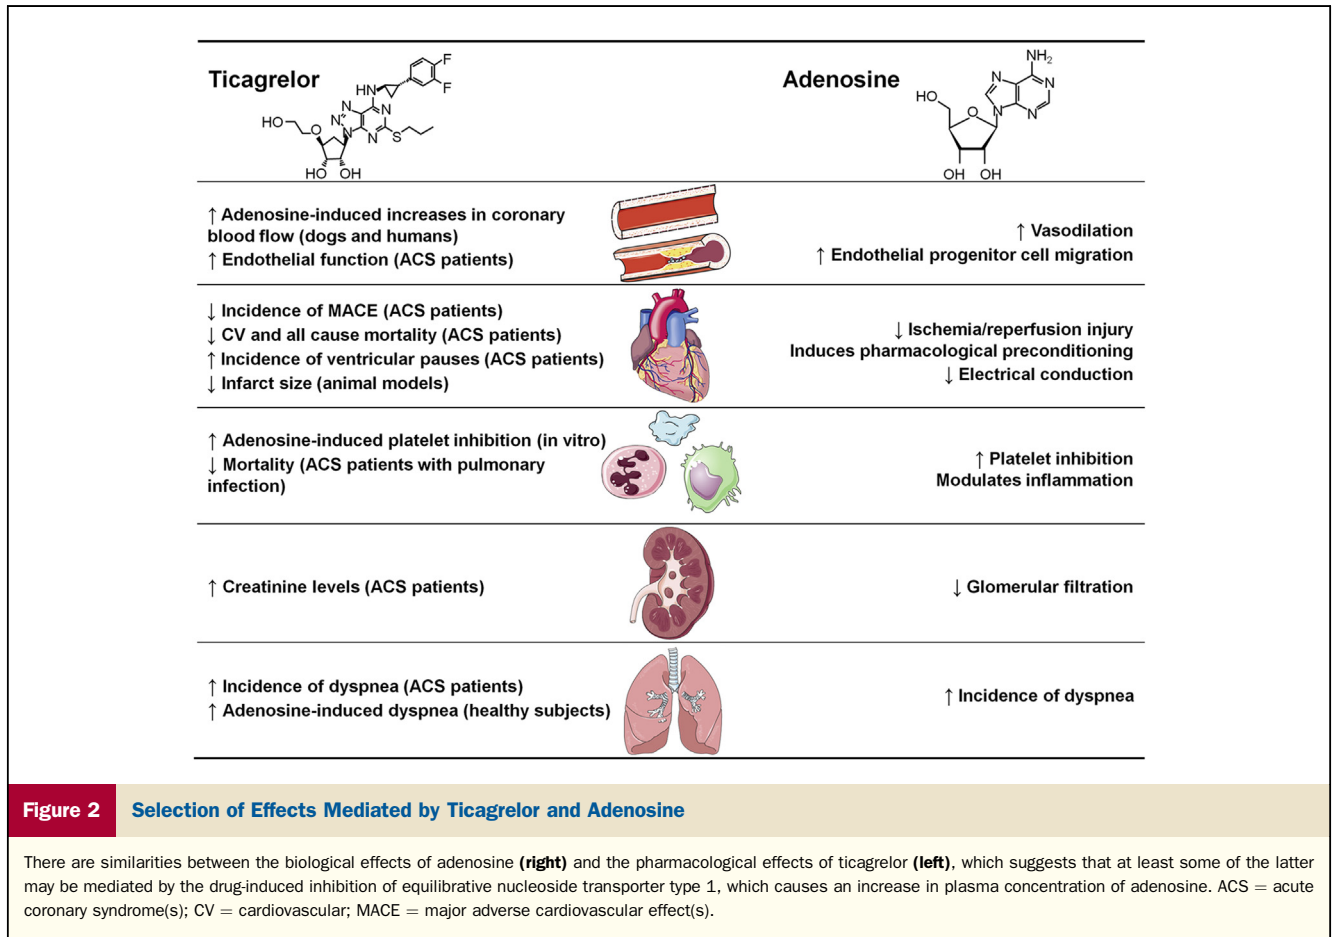 Ticagrelor
F
F
HN
N
N
N
N
N
S
HO
O
HO OH
Adenosine
NH₂
N
N
N
N
HO
O
OH OH
↑ Adenosine-induced increases in coronary
blood flow (dogs and humans)
↑ Endothelial function (ACS patients)
↑ Vasodilation
↑ Endothelial progenitor cell migration
↓ Incidence of MACE (ACS patients)
↓ CV and all cause mortality (ACS patients)
↑ Incidence of ventricular pauses (ACS patients)
↓ Infarct size (animal models)
↓ Ischemia/reperfusion injury
Induces pharmacological preconditioning
↓ Electrical conduction
↑ Adenosine-induced platelet inhibition (in vitro)
↓ Mortality (ACS patients with pulmonary
infection)
↑ Platelet inhibition
Modulates inflammation
↑ Creatinine levels (ACS patients)
↓ Glomerular filtration
↑ Incidence of dyspnea (ACS patients)
↑ Adenosine-induced dyspnea (healthy subjects)
↑ Incidence of dyspnea
Figure 2 Selection of Effects Mediated by Ticagrelor and Adenosine
There are similarities between the biological effects of adenosine (right) and the pharmacological effects of ticagrelor (left), which suggests that at least some of the latter
may be mediated by the drug-induced inhibition of equilibrative nucleoside transporter type 1, which causes an increase in plasma concentration of adenosine. ACS = acute
coronary syndrome(s); CV = cardiovascular; MACE = major adverse cardiovascular effect(s).